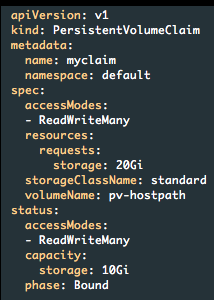 apiVersion: v1
kind: PersistentVolumeClaim
metadata:
  name: myclaim
  namespace: default
spec:
  accessModes:
  - ReadWriteMany
  resources:
    requests:
      storage: 20Gi
  storageClassName: standard
  volumeName: pv-hostpath
status:
  accessModes:
  - ReadWriteMany
  capacity:
    storage: 10Gi
  phase: Bound